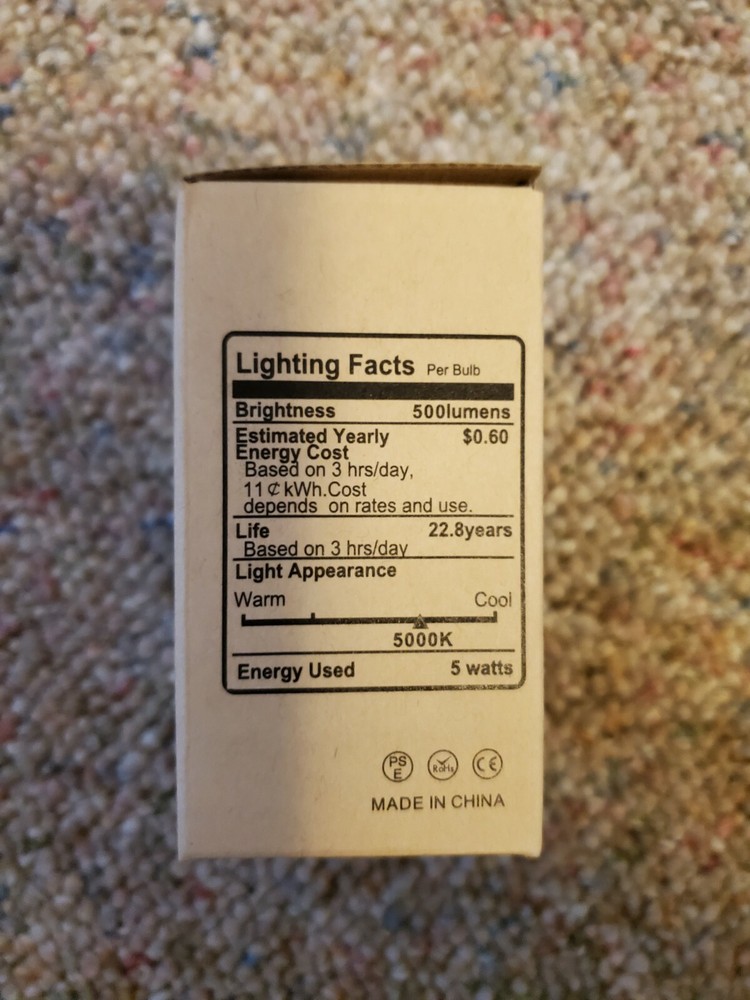 Lighting Facts Per Bulb
Brightness 500lumens
Estimated Yearly $0.60
Energy Cost
Based on 3 hrs/day,
11 ¢ kWh.Cost
depends on rates and use.
Life 22.8years
Based on 3 hrs/day
Light Appearance
Warm Cool
5000K
Energy Used 5 watts
PS E RoHs CE
MADE IN CHINA